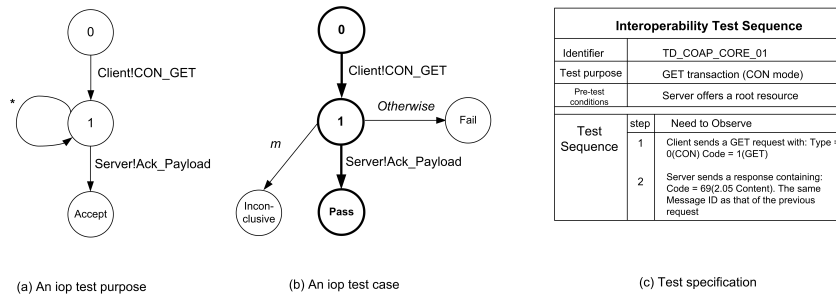 0
Client!CON_GET
*
1
Server!Ack_Payload
Accept
(a) An iop test purpose
0
Client!CON_GET
Otherwise
1
Fail
m
Server!Ack_Payload
Incon-
clusive
Pass
(b) An iop test case
Interoperability Test Sequence
Identifier TD_COAP_CORE_01
Test purpose GET transaction (CON mode)
Pre-test
conditions
Server offers a root resource
Test
Sequence
step Need to Observe
1 Client sends a GET request with: Type =
0(CON) Code = 1(GET)
2 Server sends a response containing:
Code = 69(2.05 Content). The same
Message ID as that of the previous
request
(c) Test specification